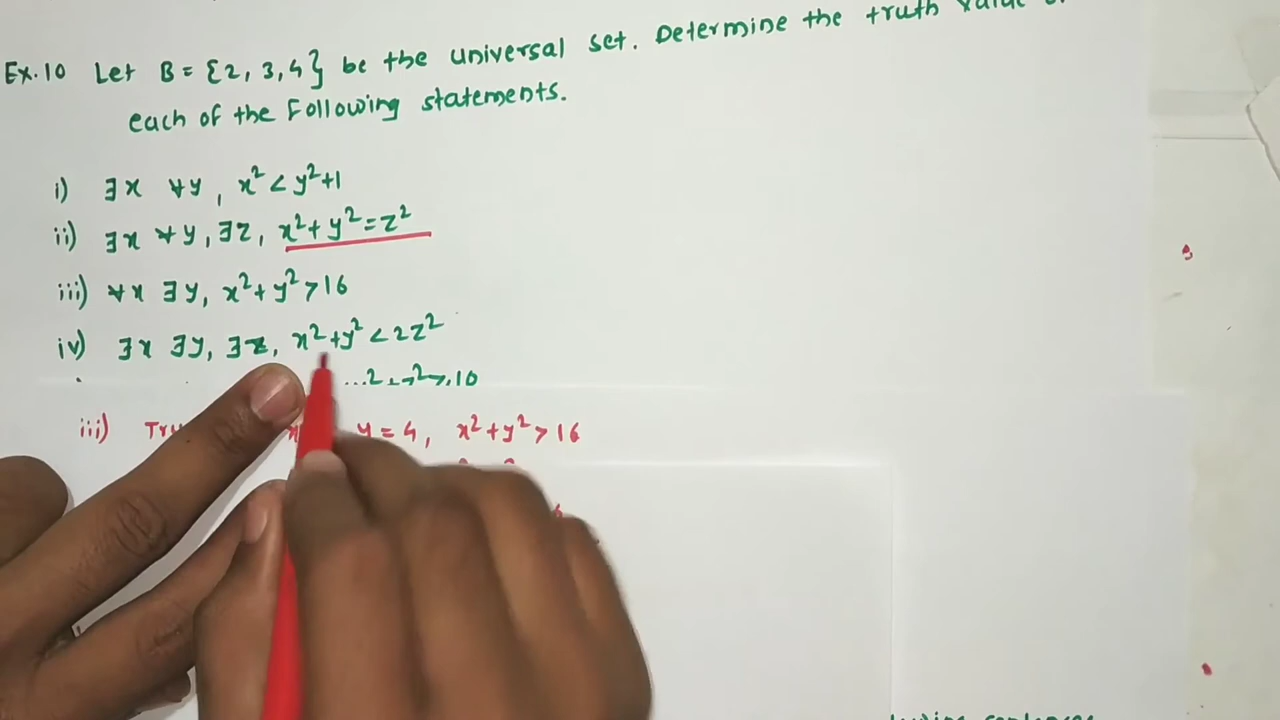 Ex.10 Let B = {2, 3, 4} be the universal set. Determine the truth value
each of the Following statements.
i) ∃x ∀y, x² < y²+1
ii) ∃x ∀y, ∃z, x²+y²=z²
iii) ∀x ∃y, x²+y²>16
iv) ∃x ∃y, ∃z, x²+y² < 2z²
iii) y = 4, x²+y² > 16